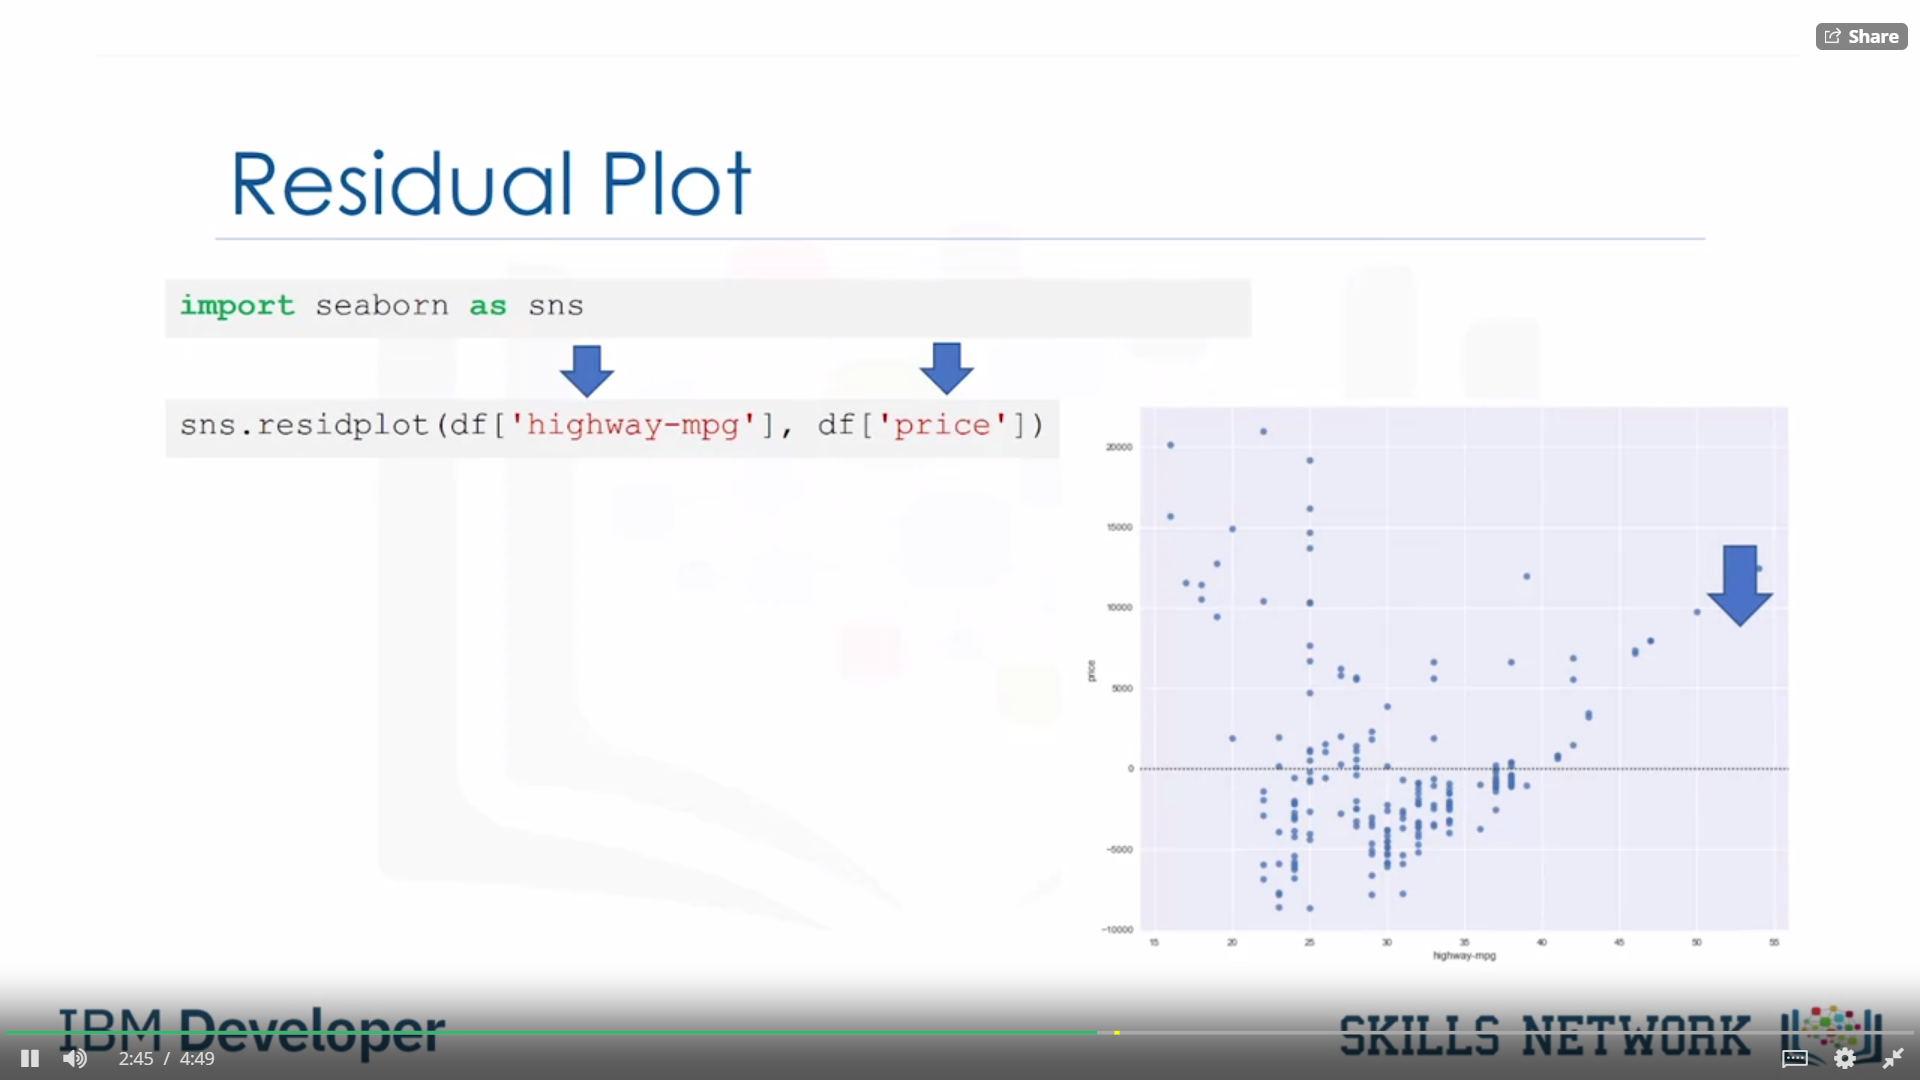 Share
Residual Plot
import seaborn as sns
sns.residplot(df['highway-mpg'], df['price'])
20000
15000
10000
5000
0
-5000
-10000
price
15 20 25 30 35 40 45 50 55
highway-mpg
IBM Developer
SKILLS NETWORK
2:45 / 4:49